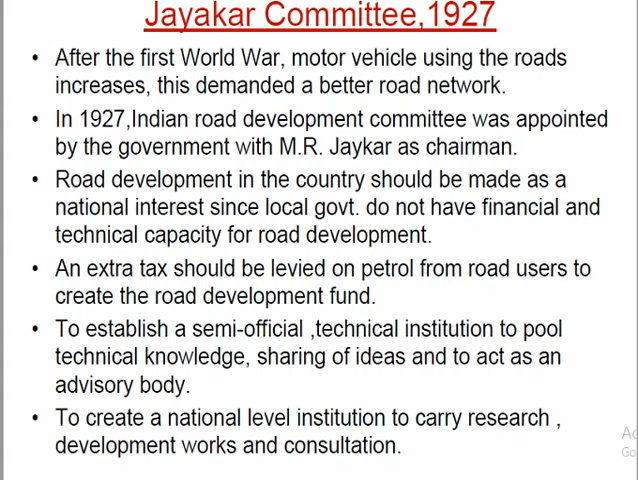 Jayakar Committee,1927
• After the first World War, motor vehicle using the roads
increases, this demanded a better road network.
• In 1927,Indian road development committee was appointed
by the government with M.R. Jaykar as chairman.
• Road development in the country should be made as a
national interest since local govt. do not have financial and
technical capacity for road development.
• An extra tax should be levied on petrol from road users to
create the road development fund.
• To establish a semi-official ,technical institution to pool
technical knowledge, sharing of ideas and to act as an
advisory body.
• To create a national level institution to carry research ,
development works and consultation.